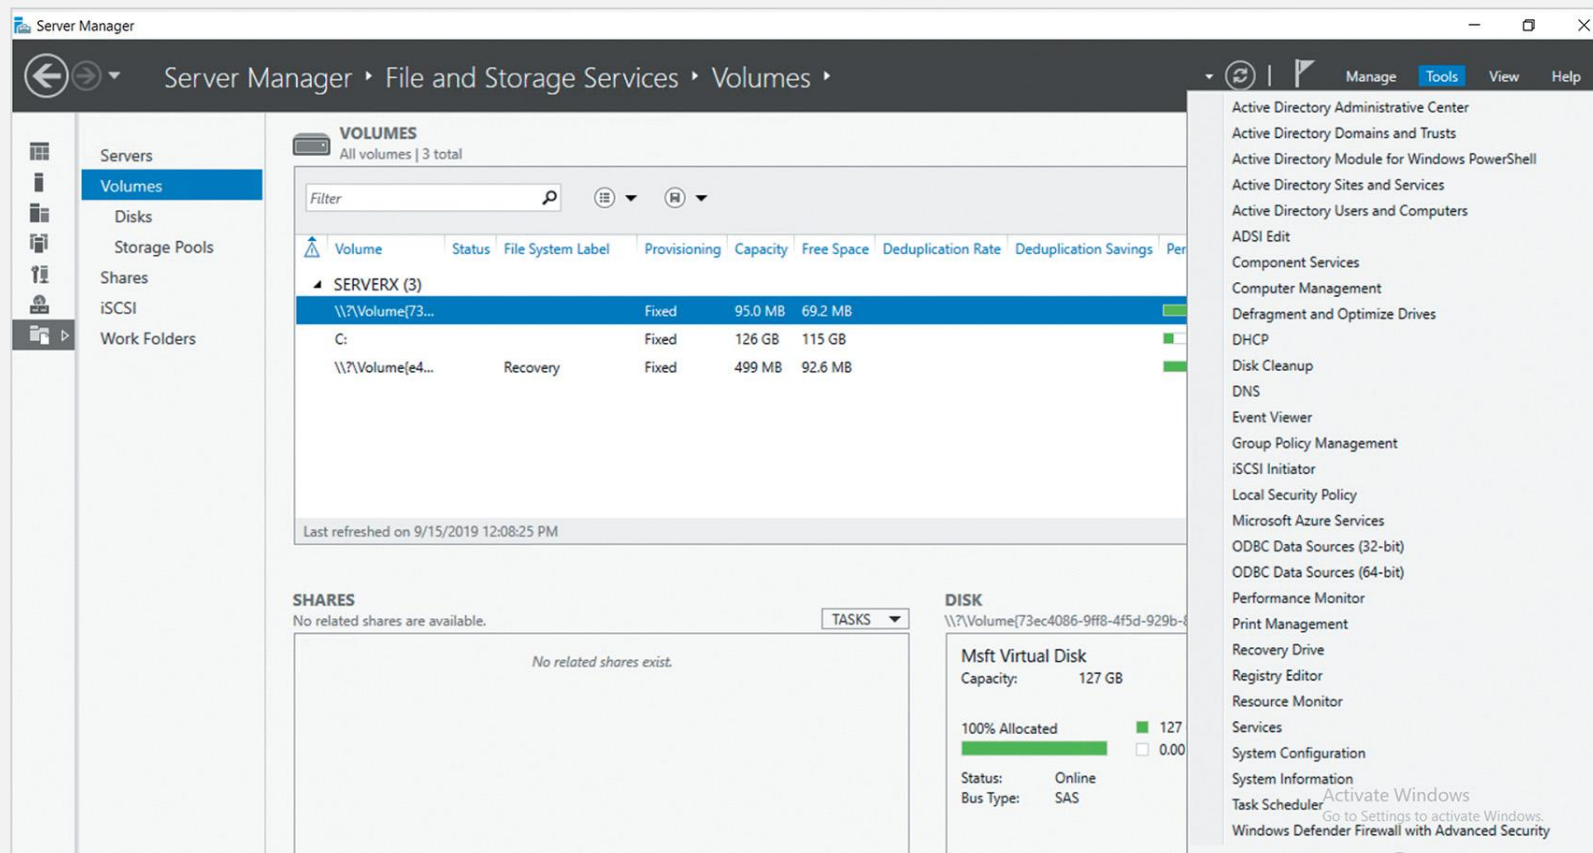 Server Manager
Server Manager ‣ File and Storage Services ‣ Volumes ‣
Manage Tools View Help
Servers
Volumes
Disks
Storage Pools
Shares
iSCSI
Work Folders
VOLUMES
All volumes | 3 total
Filter
Volume Status File System Label Provisioning Capacity Free Space Deduplication Rate Deduplication Savings Per
SERVERX (3)
\\?\Volume{73... Fixed 95.0 MB 69.2 MB
C: Fixed 126 GB 115 GB
\\?\Volume{e4... Recovery Fixed 499 MB 92.6 MB
Last refreshed on 9/15/2019 12:08:25 PM
SHARES
No related shares are available.
TASKS
No related shares exist.
DISK
\\?\Volume{73ec4086-9ff8-4f5d-929b-
Msft Virtual Disk
Capacity: 127 GB
100% Allocated 127
0.00
Status: Online
Bus Type: SAS
Active Directory Administrative Center
Active Directory Domains and Trusts
Active Directory Module for Windows PowerShell
Active Directory Sites and Services
Active Directory Users and Computers
ADSI Edit
Component Services
Computer Management
Defragment and Optimize Drives
DHCP
Disk Cleanup
DNS
Event Viewer
Group Policy Management
iSCSI Initiator
Local Security Policy
Microsoft Azure Services
ODBC Data Sources (32-bit)
ODBC Data Sources (64-bit)
Performance Monitor
Print Management
Recovery Drive
Registry Editor
Resource Monitor
Services
System Configuration
System Information
Task Scheduler
Windows Defender Firewall with Advanced Security
Activate Windows
Go to Settings to activate Windows.